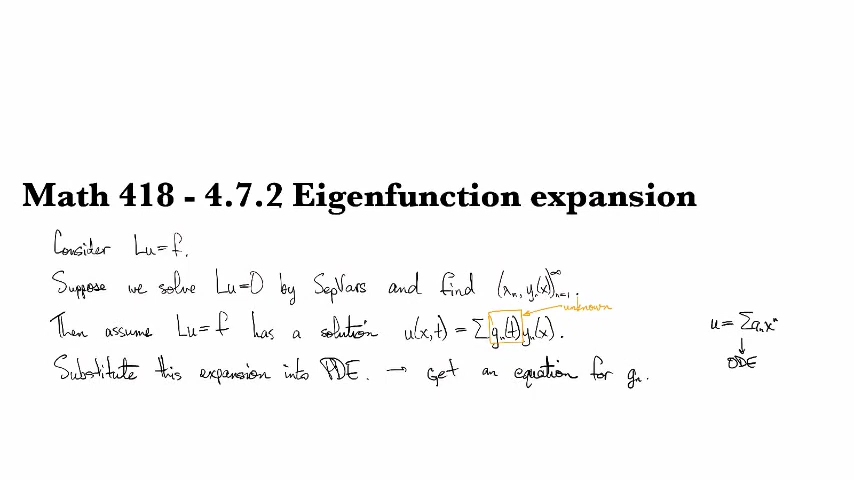 Math 418 - 4.7.2 Eigenfunction expansion
Consider Lu=f.
Suppose we solve Lu=0 by SepVars and find (λₙ, yₙ(x))ₙ₌₁^∞.
unknown
Then assume Lu=f has a solution u(x,t) = Σ gₙ(t) yₙ(x).
u = Σ aₙxⁿ
ODE
Substitute this expansion into PDE. → Get an equation for gₙ.